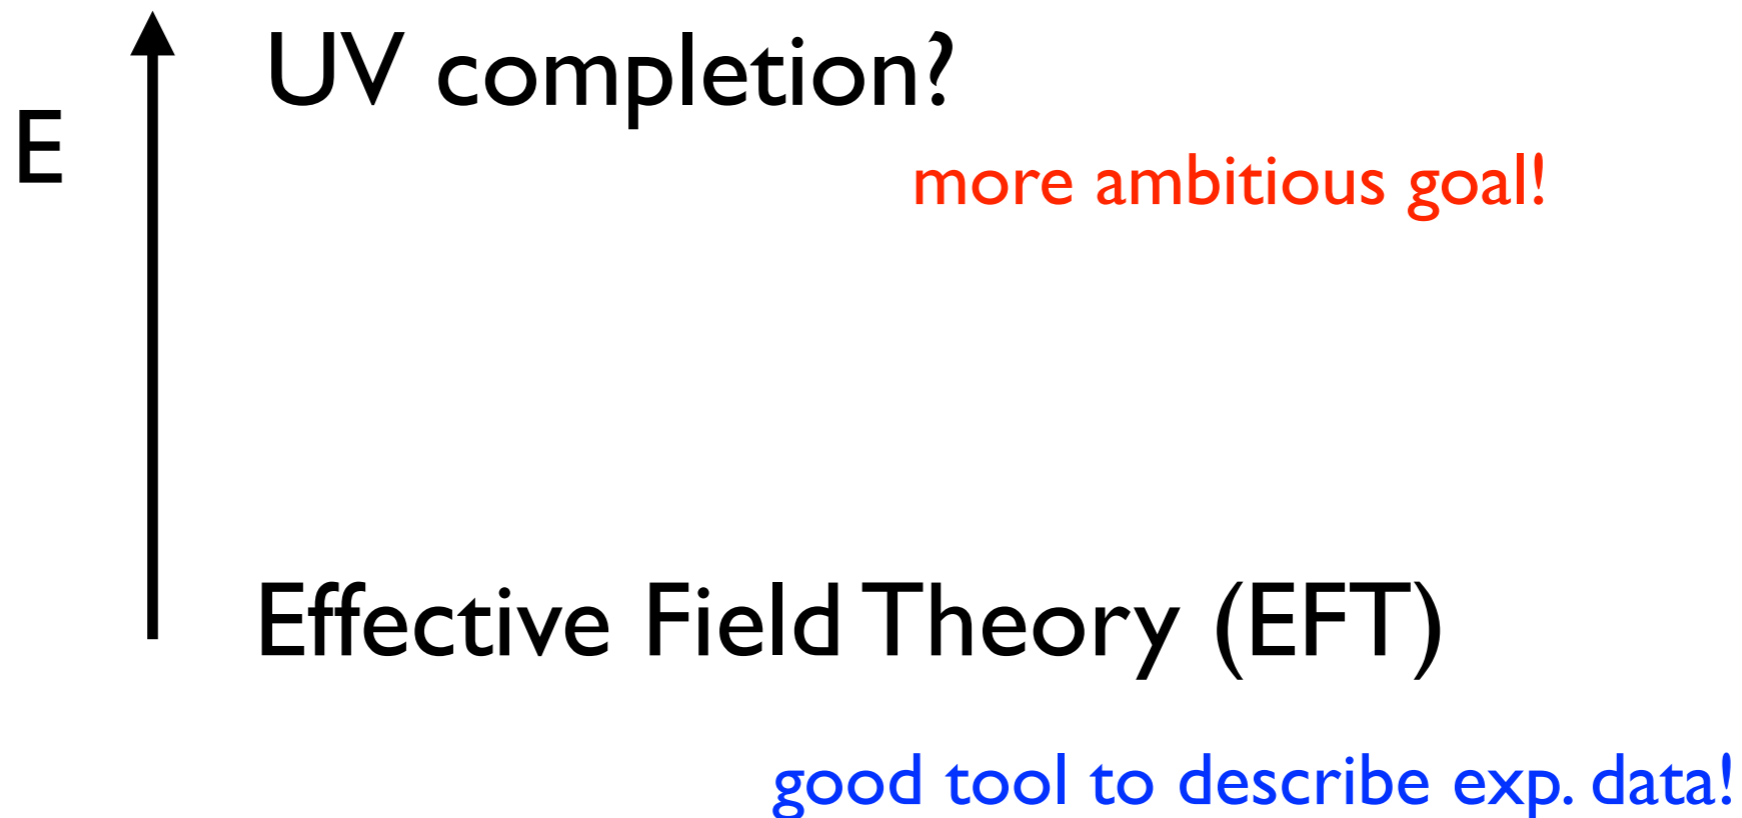 UV completion?
E
more ambitious goal!
Effective Field Theory (EFT)
good tool to describe exp. data!